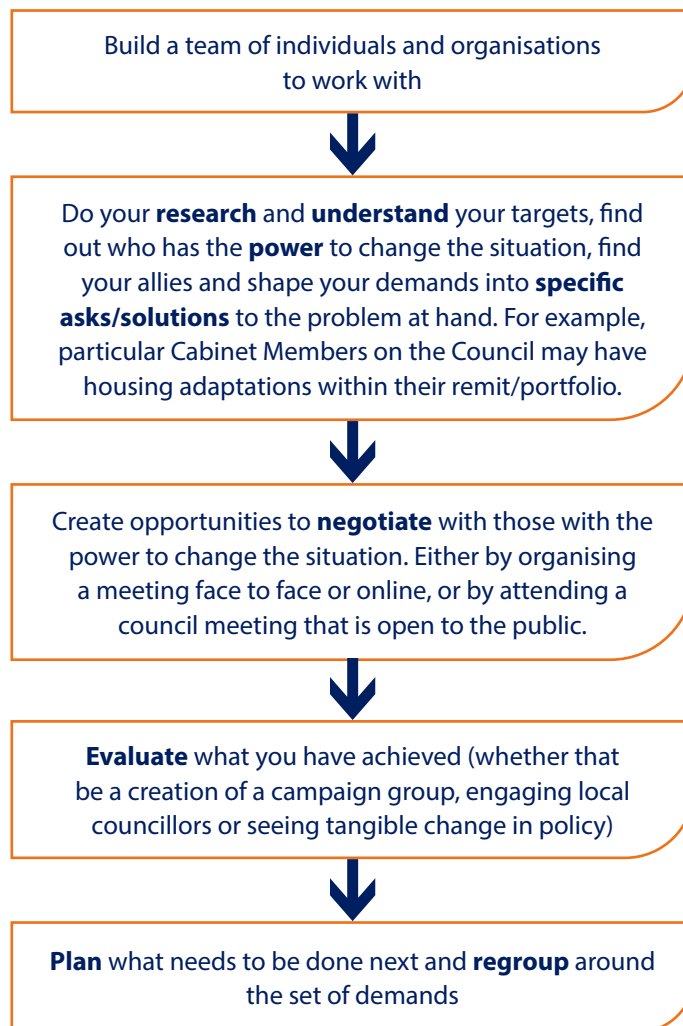 Build a team of individuals and organisations
to work with
Do your research and understand your targets, find
out who has the power to change the situation, find
your allies and shape your demands into specific
asks/solutions to the problem at hand. For example,
particular Cabinet Members on the Council may have
housing adaptations within their remit/portfolio.
Create opportunities to negotiate with those with the
power to change the situation. Either by organising
a meeting face to face or online, or by attending a
council meeting that is open to the public.
Evaluate what you have achieved (whether that
be a creation of a campaign group, engaging local
councillors or seeing tangible change in policy)
Plan what needs to be done next and regroup around
the set of demands